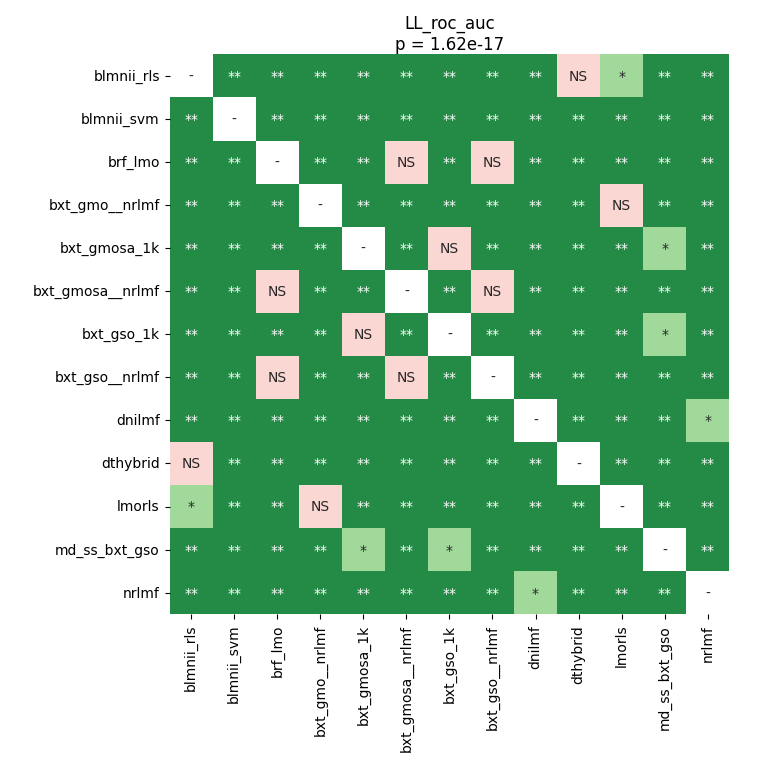 LL_roc_auc
p = 1.62e-17
blmnii_rls - ** ** ** ** ** ** ** ** NS * ** **
blmnii_svm ** - ** ** ** ** ** ** ** ** ** ** **
brf_lmo ** ** - ** ** NS ** NS ** ** ** ** **
bxt_gmo__nrlmf ** ** ** - ** ** ** ** ** ** NS ** **
bxt_gmosa_1k ** ** ** ** - ** NS ** ** ** ** * **
bxt_gmosa__nrlmf ** ** NS ** ** - ** NS ** ** ** ** **
bxt_gso_1k ** ** ** ** NS ** - ** ** ** ** * **
bxt_gso__nrlmf ** ** NS ** ** NS ** - ** ** ** ** **
dnilmf ** ** ** ** ** ** ** ** - ** ** ** *
dthybrid NS ** ** ** ** ** ** ** ** - ** ** **
lmorls * ** ** NS ** ** ** ** ** ** - ** **
md_ss_bxt_gso ** ** ** ** * ** * ** ** ** ** - **
nrlmf ** ** ** ** ** ** ** ** * ** ** ** -
blmnii_rls
blmnii_svm
brf_lmo
bxt_gmo__nrlmf
bxt_gmosa_1k
bxt_gmosa__nrlmf
bxt_gso_1k
bxt_gso__nrlmf
dnilmf
dthybrid
lmorls
md_ss_bxt_gso
nrlmf